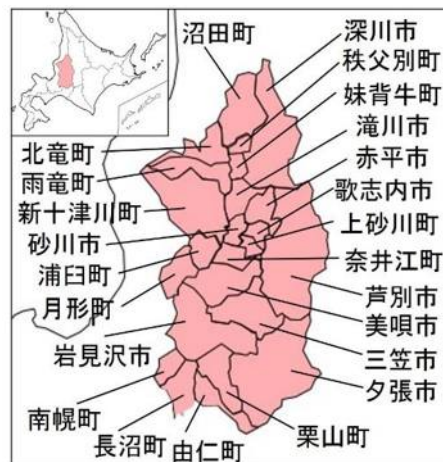 沼田町
深川市
秩父別町
妹背牛町
滝川市
赤平市
歌志内市
上砂川町
奈井江町
芦別市
美唄市
三笠市
夕張市
北竜町
雨竜町
新十津川町
砂川市
浦臼町
月形町
岩見沢市
南幌町
長沼町
由仁町
栗山町